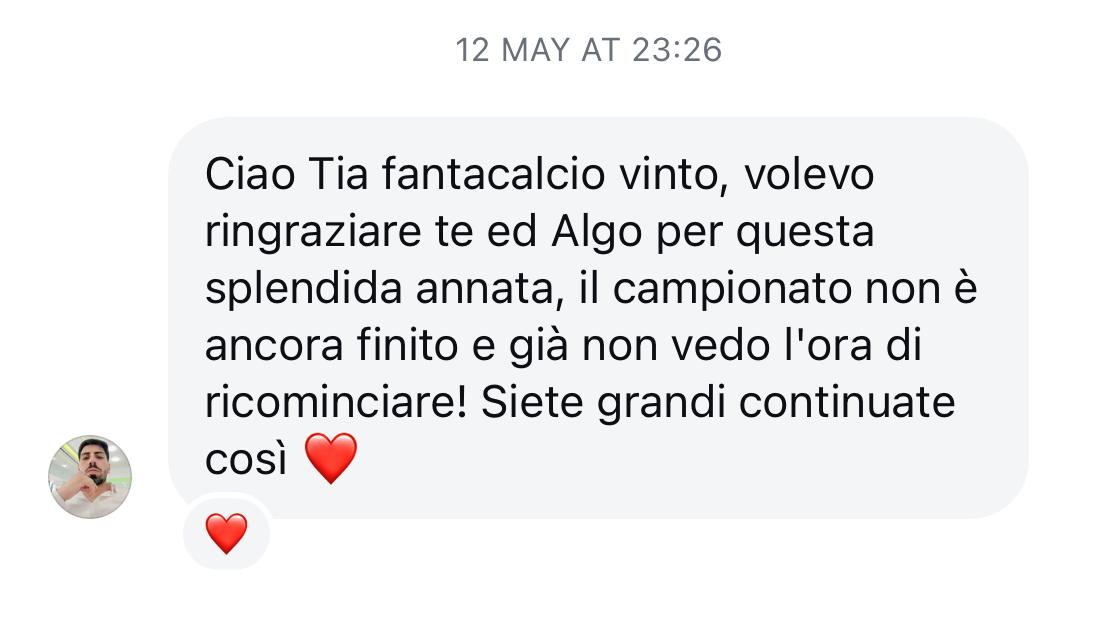 12 MAY AT 23:26
Ciao Tia fantacalcio vinto, volevo
ringraziare te ed Algo per questa
splendida annata, il campionato non è
ancora finito e già non vedo l'ora di
ricominciare! Siete grandi continuate
così ❤️
❤️